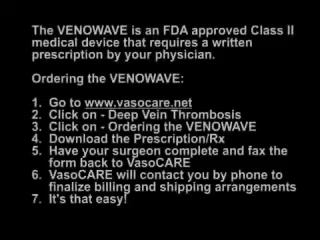 The VENOWAVE is an FDA approved Class II
medical device that requires a written
prescription by your physician.
Ordering the VENOWAVE:
1. Go to www.vasocare.net
2. Click on - Deep Vein Thrombosis
3. Click on - Ordering the VENOWAVE
4. Download the Prescription/Rx
5. Have your surgeon complete and fax the
form back to VasoCARE
6. VasoCARE will contact you by phone to
finalize billing and shipping arrangements
7. It's that easy!